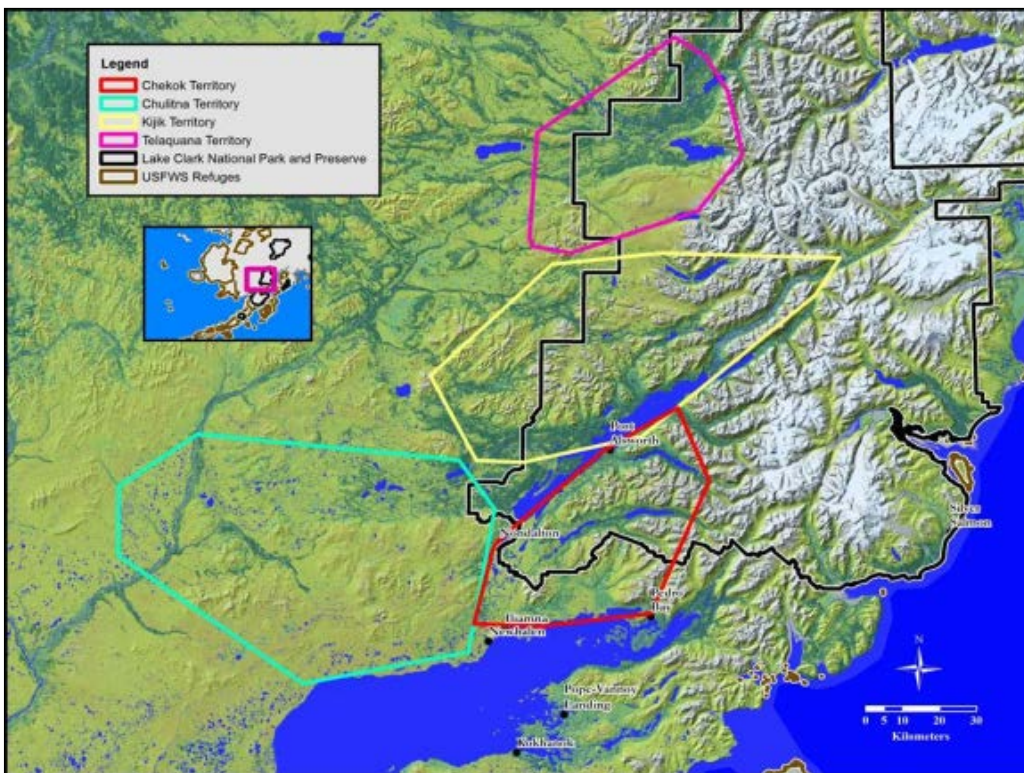 Legend
Chekok Territory
Chulitna Territory
Kijik Territory
Telaquana Territory
Lake Clark National Park and Preserve
USFWS Refuges
Port
Alsworth
Nondalton
Silver
Salmon
Pedro
Bay
Iliamna
Newhalen
N
Pope-Vannoy
Landing
0 5 10 20 30
Kilometers
Kokhanok